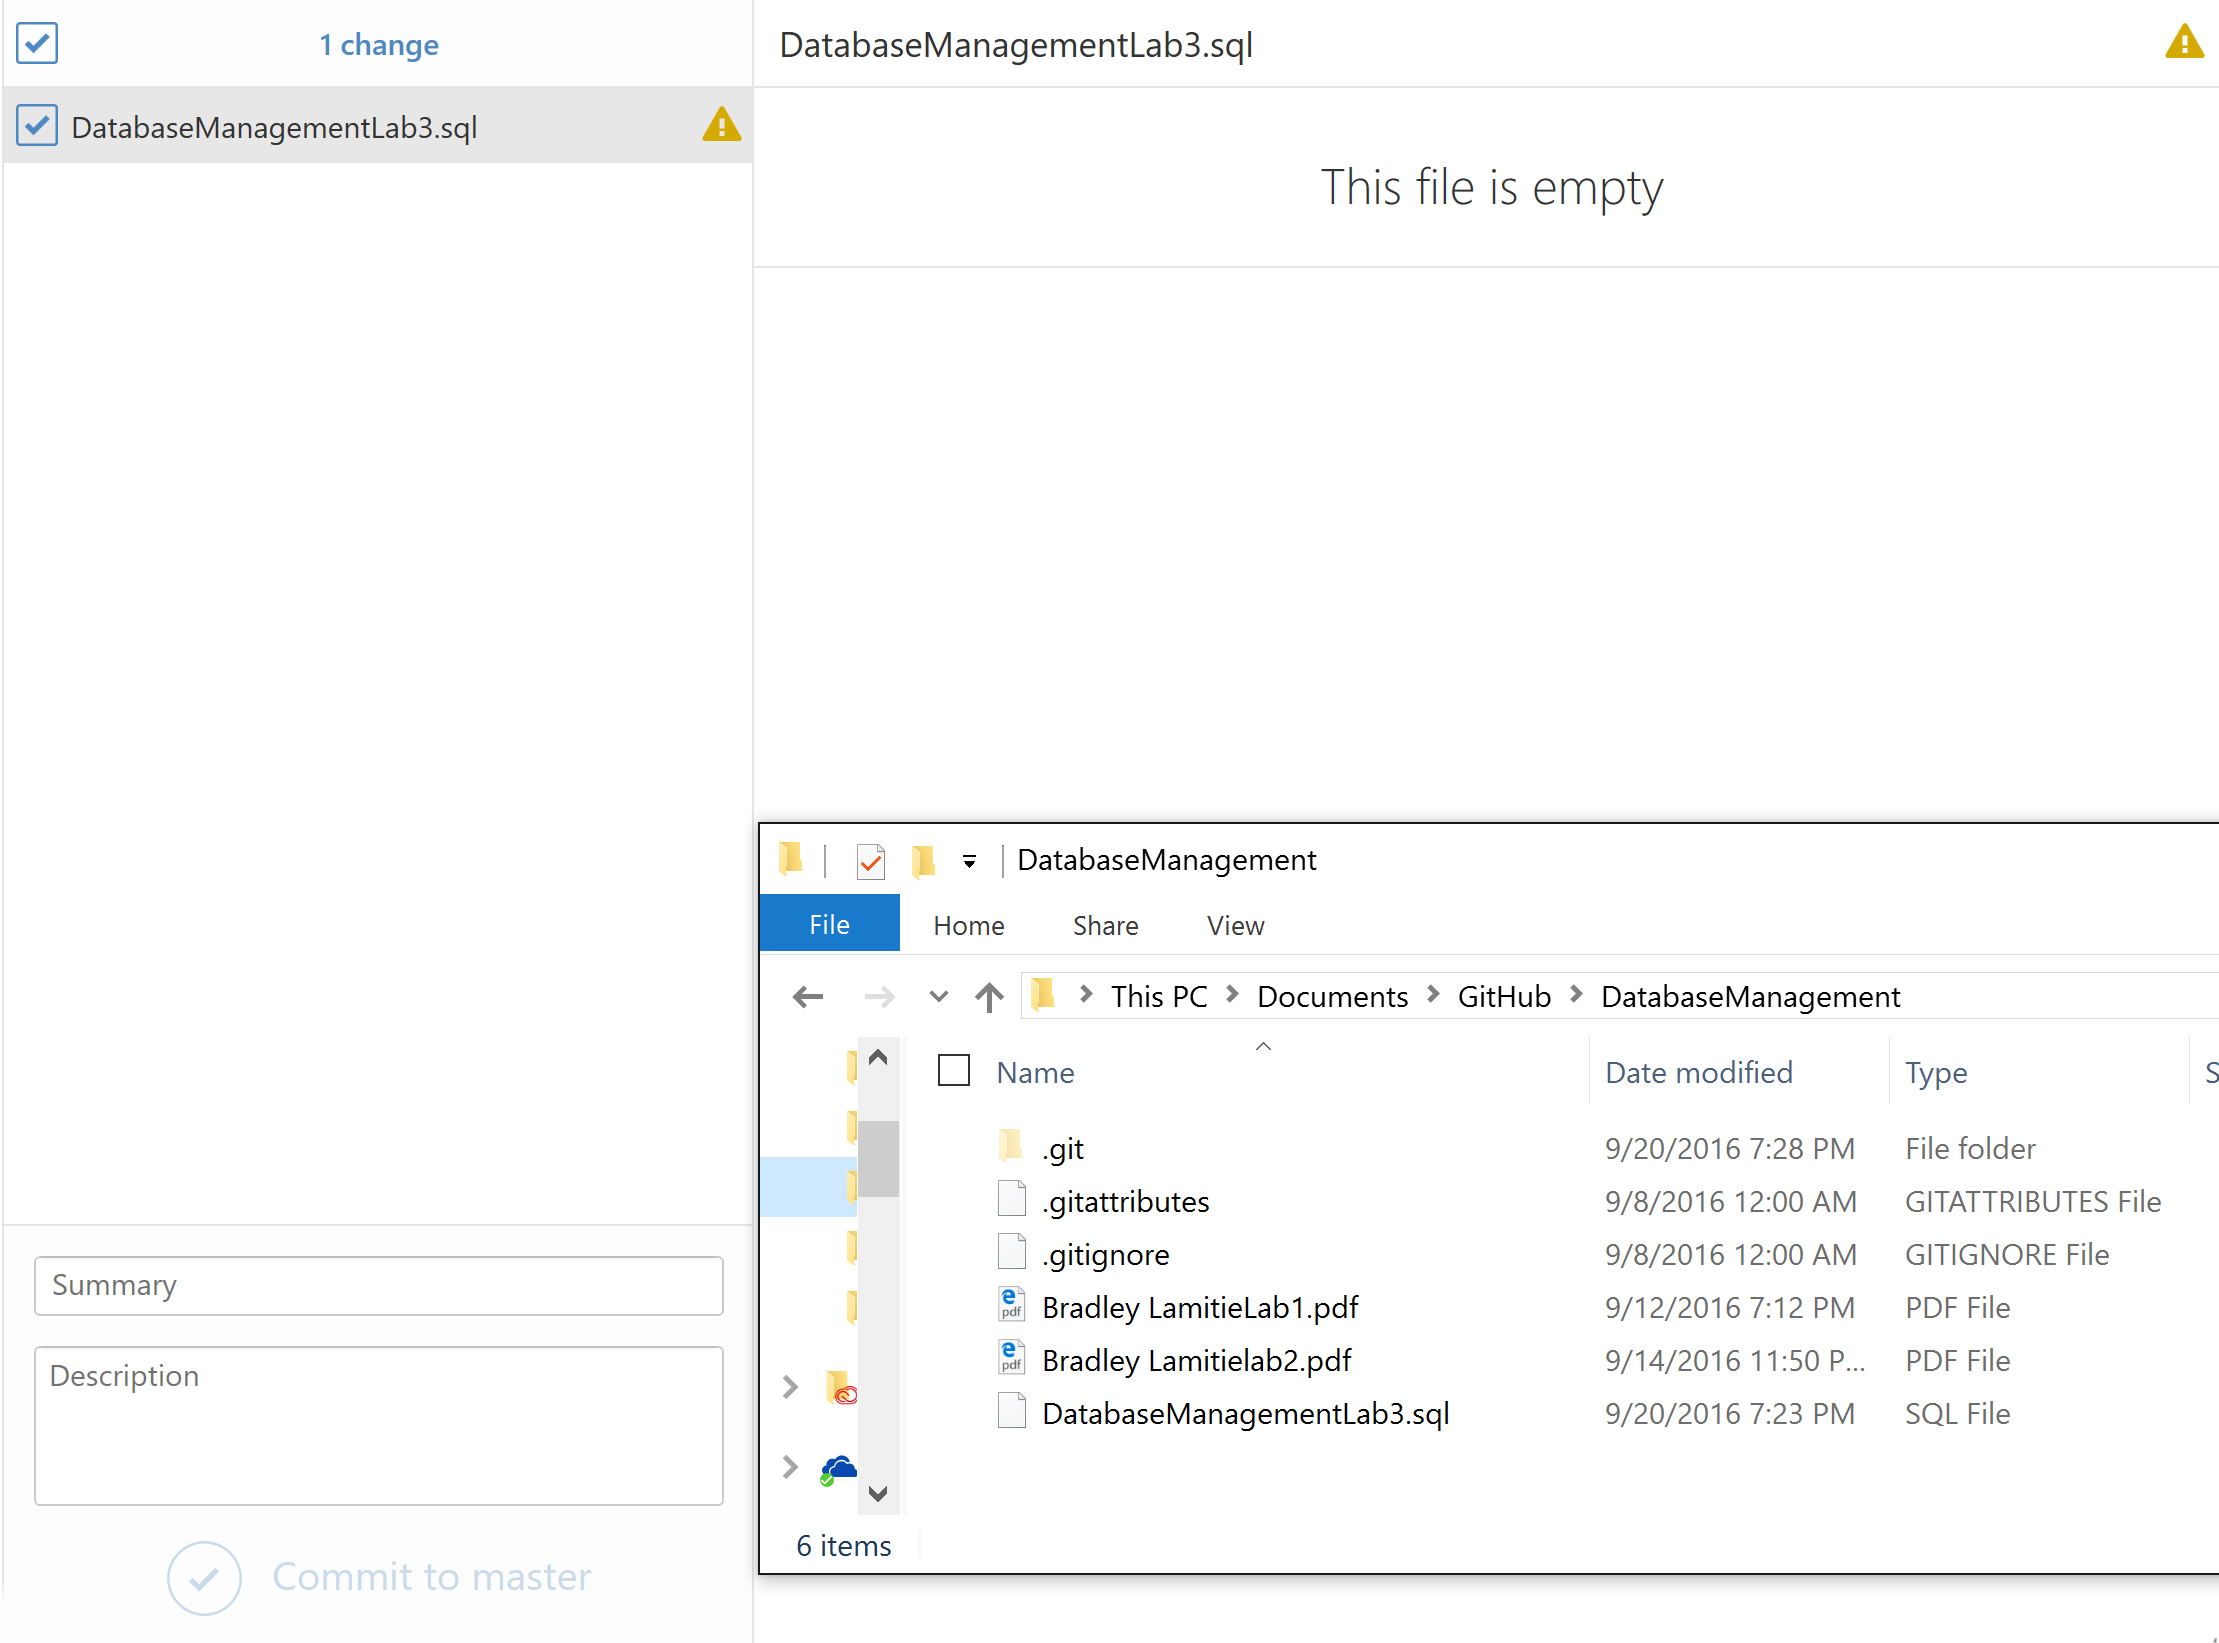 1 change
DatabaseManagementLab3.sql
DatabaseManagementLab3.sql
This file is empty
Summary
Description
Commit to master
DatabaseManagement
File Home Share View
This PC Documents GitHub DatabaseManagement
Name Date modified Type S
.git 9/20/2016 7:28 PM File folder
.gitattributes 9/8/2016 12:00 AM GITATTRIBUTES File
.gitignore 9/8/2016 12:00 AM GITIGNORE File
Bradley LamitieLab1.pdf 9/12/2016 7:12 PM PDF File
Bradley Lamitielab2.pdf 9/14/2016 11:50 P... PDF File
DatabaseManagementLab3.sql 9/20/2016 7:23 PM SQL File
6 items